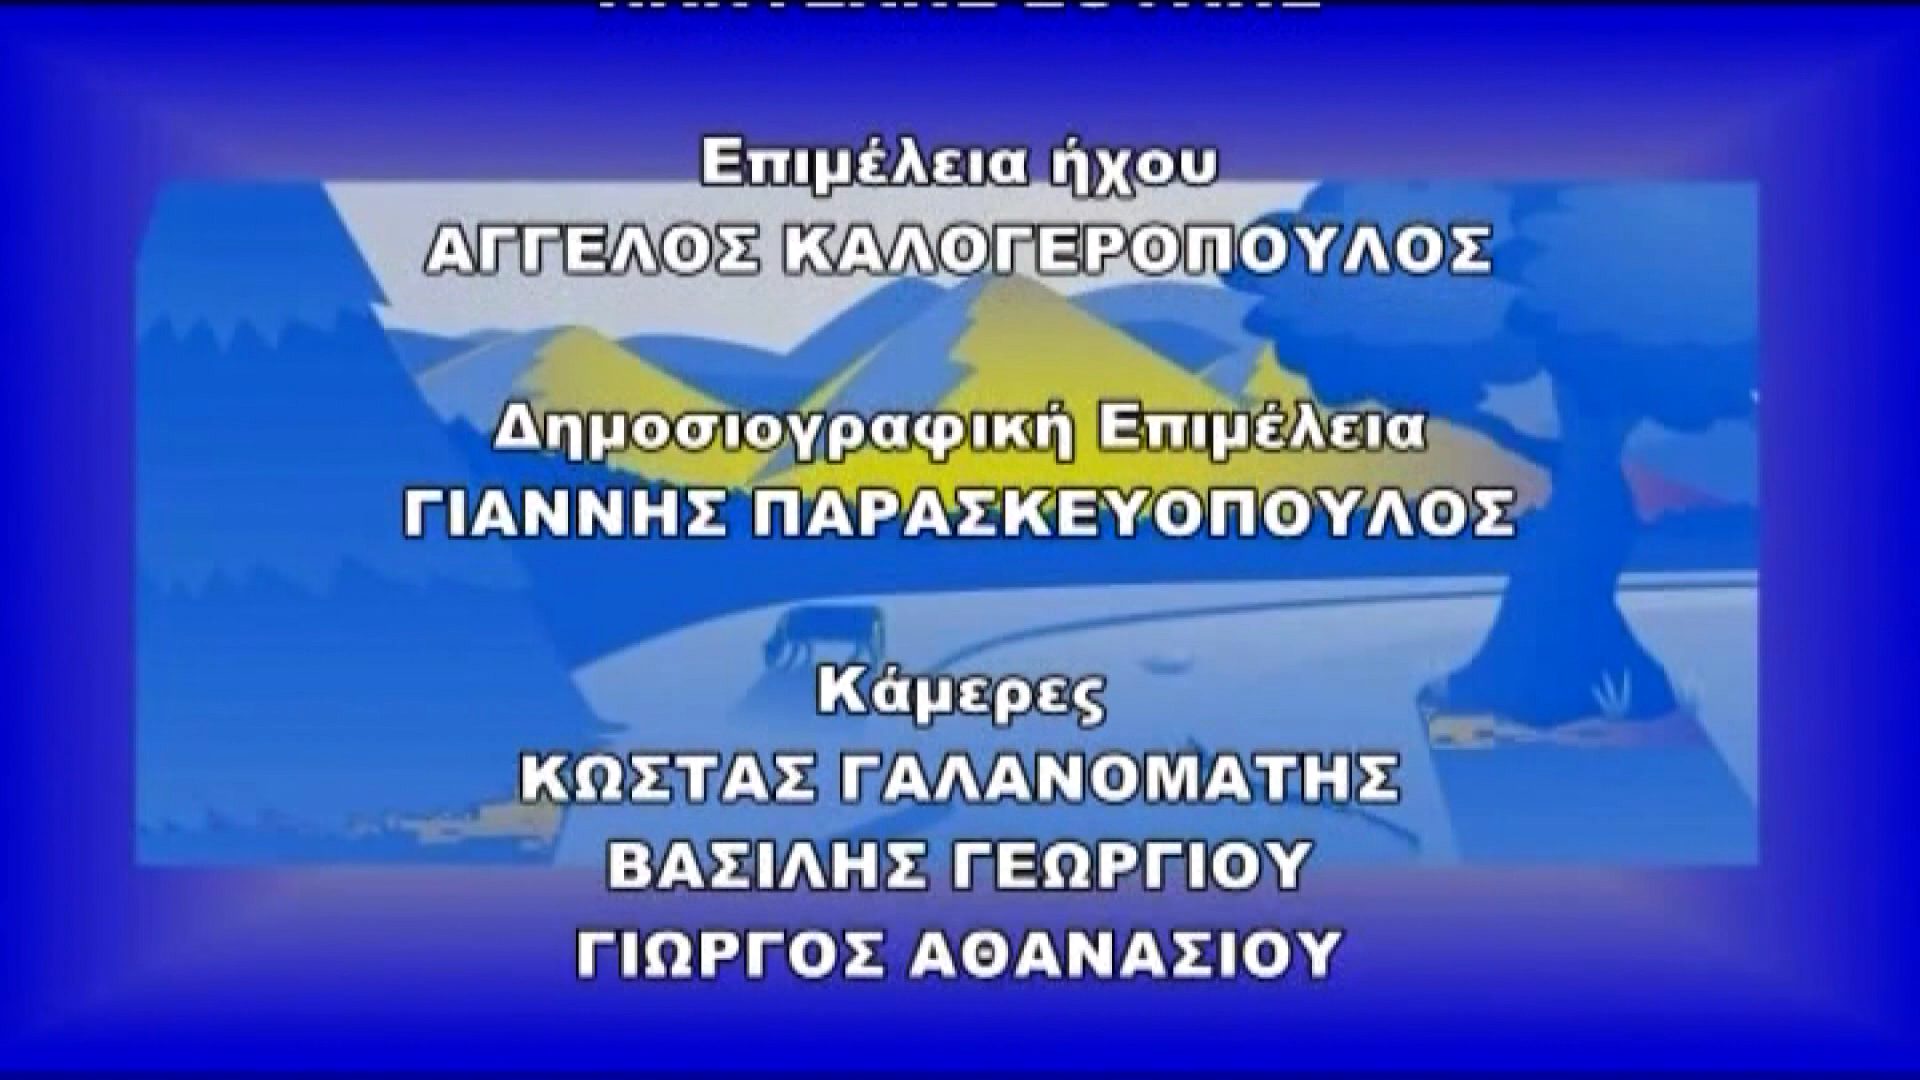 Επιμέλεια ήχου
ΑΓΓΕΛΟΣ ΚΑΛΟΓΕΡΟΠΟΥΛΟΣ
Δημοσιογραφική Επιμέλεια
ΓΙΑΝΝΗΣ ΠΑΡΑΣΚΕΥΟΠΟΥΛΟΣ
Κάμερες
ΚΩΣΤΑΣ ΓΑΛΑΝΟΜΑΤΗΣ
ΒΑΣΙΛΗΣ ΓΕΩΡΓΙΟΥ
ΓΙΩΡΓΟΣ ΑΘΑΝΑΣΙΟΥ